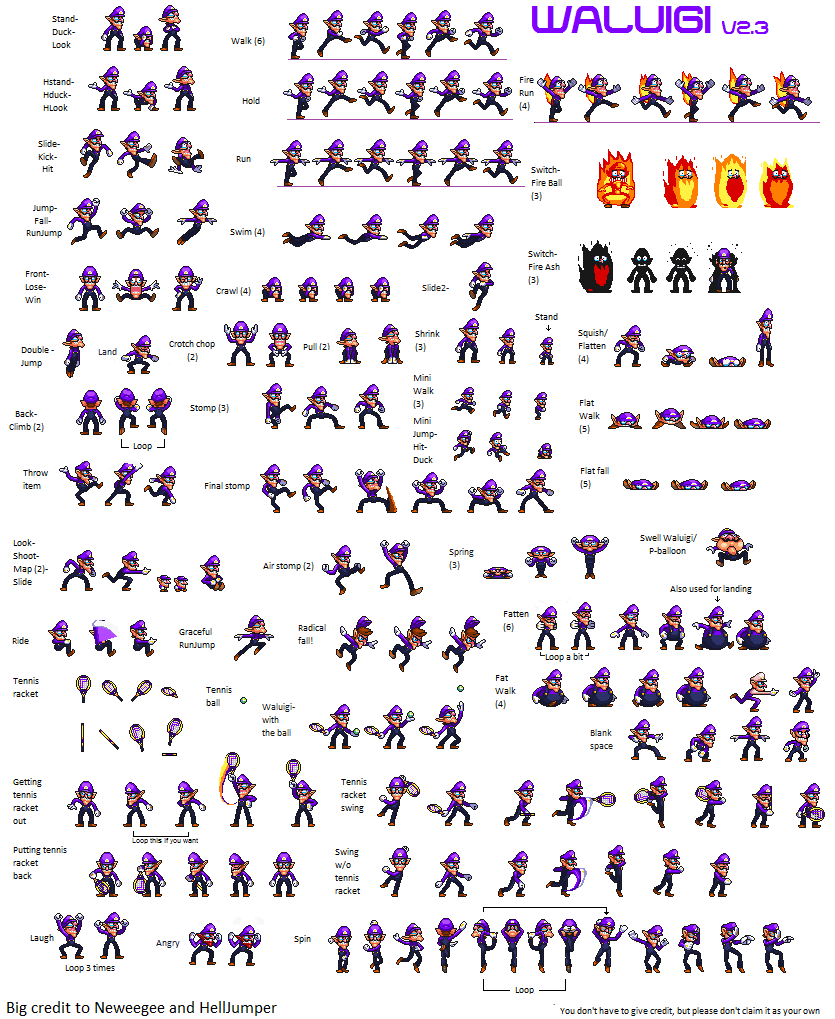 WALUIGI V2.3
Stand-
Duck-
Look
Walk (6)
Hstand-
Hduck-
HLook
Hold
Fire
Run
(4)
Slide-
Kick-
Hit
Run
Switch-
Fire Ball
(3)
Jump-
Fall-
RunJump
Swim (4)
Switch-
Fire Ash
(3)
Front-
Lose-
Win
Crawl (4)
Slide2-
Double -
Jump
Land
Crotch chop
(2)
Pull (2)
Shrink
(3)
Stand
Squish/
Flatten
(4)
Back-
Climb (2)
Loop
Stomp (3)
Mini
Walk
(3)
Mini
Jump-
Hit-
Duck
Flat
Walk
(5)
Throw
item
Final stomp
Flat fall
(5)
Look-
Shoot-
Map (2)-
Slide
Air stomp (2)
Spring
(3)
Swell Waluigi/
P-balloon
Also used for landing
Ride
Graceful
RunJump
Radical
fall!
Fatten
(6)
Loop a bit
Tennis
racket
Tennis
ball
Waluigi-
with
the ball
Fat
Walk
(4)
Blank
space
Getting
tennis
racket
out
Loop this if you want
Tennis
racket
swing
Putting tennis
racket
back
Swing
w/o
tennis
racket
Laugh
Loop 3 times
Angry
Spin
Loop
Big credit to Neweegee and HellJumper
You don't have to give credit, but please don't claim it as your own